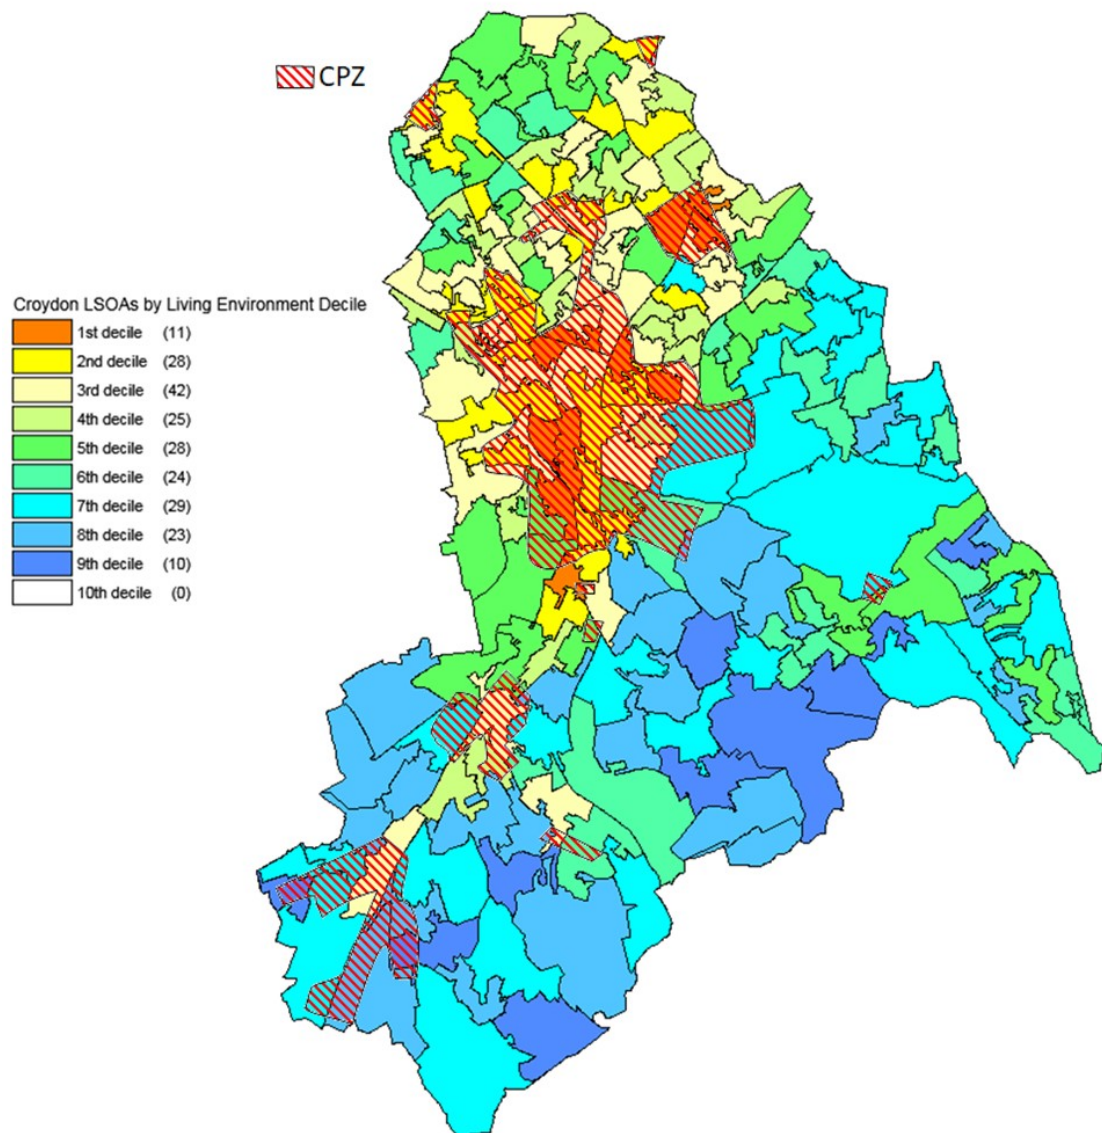 CPZ
Croydon LSOAs by Living Environment Decile
1st decile (11)
2nd decile (28)
3rd decile (42)
4th decile (25)
5th decile (28)
6th decile (24)
7th decile (29)
8th decile (23)
9th decile (10)
10th decile (0)